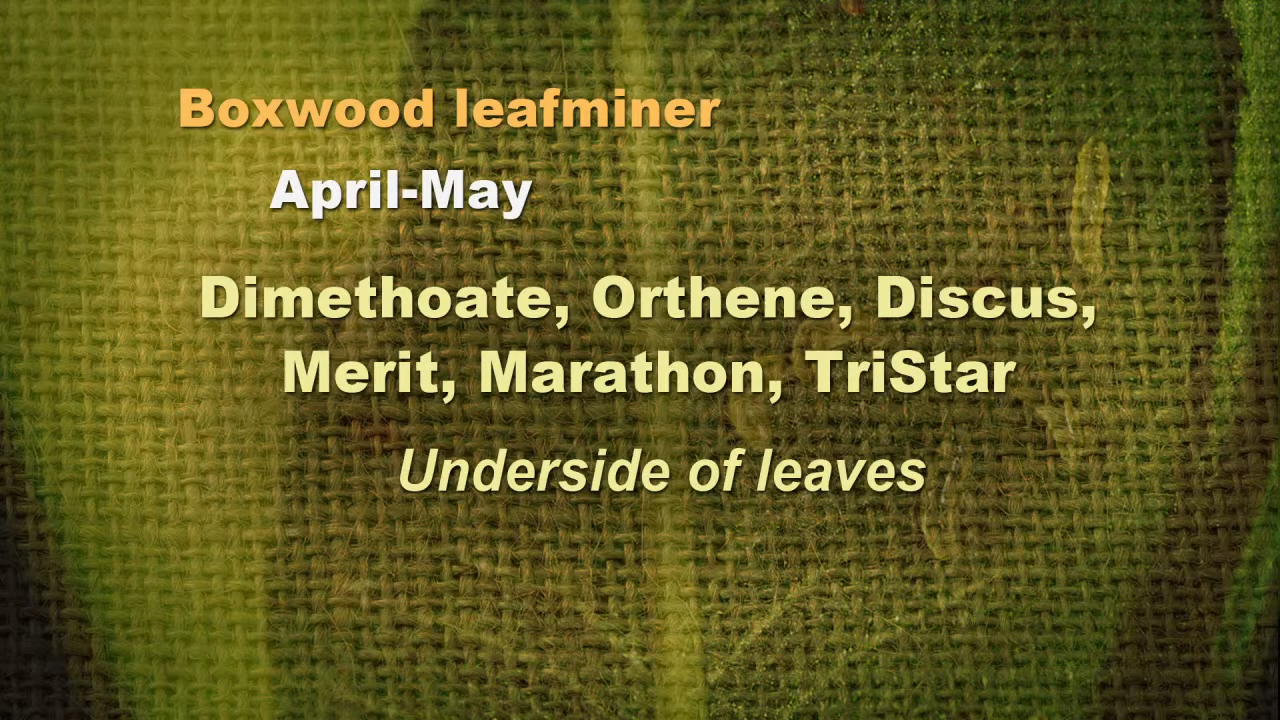 Boxwood leafminer
April-May
Dimethoate, Orthene, Discus,
Merit, Marathon, TriStar
Underside of leaves